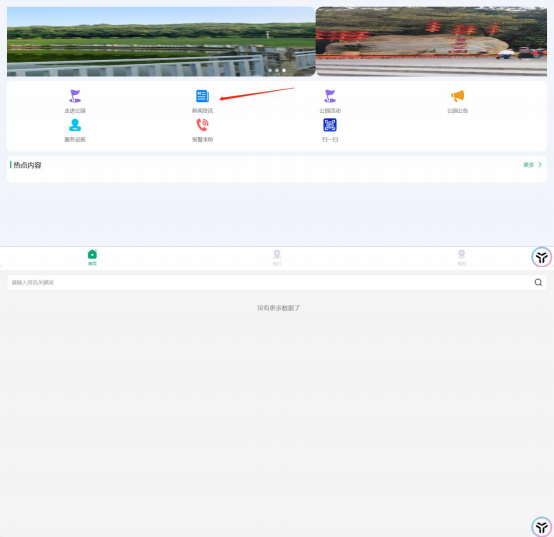 走进公园
新闻资讯
公园活动
公园公告
服务设施
报警求助
扫一扫
热点内容
更多
首页
我的
请输入资讯关键词
没有更多数据了